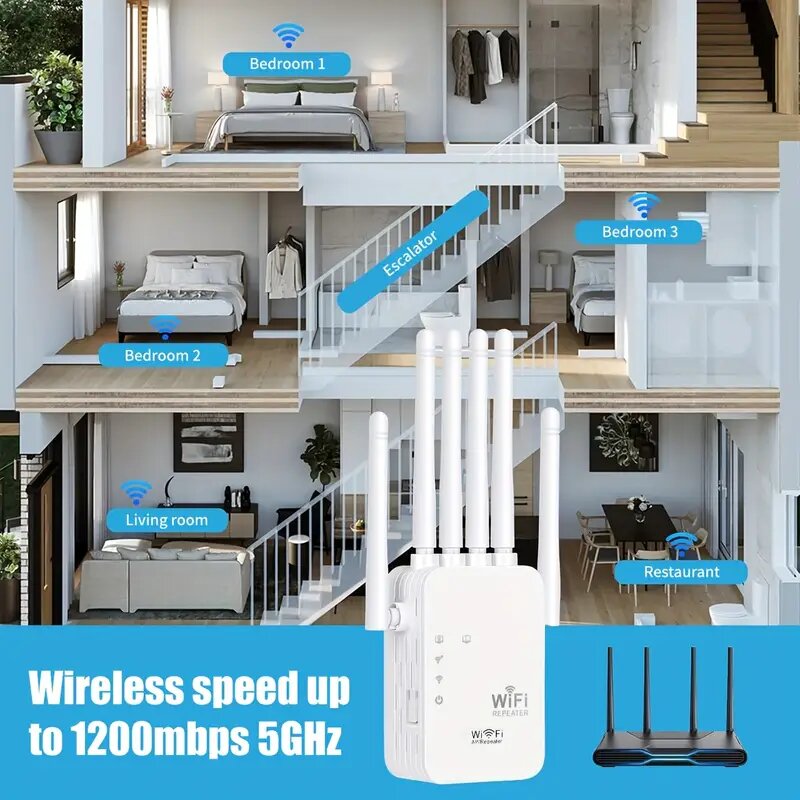 Bedroom 1
Bedroom 3
Escalator
Bedroom 2
Living room
Restaurant
Wireless speed up
to 1200mbps 5GHz
WiFi
REPEATER
WiFi